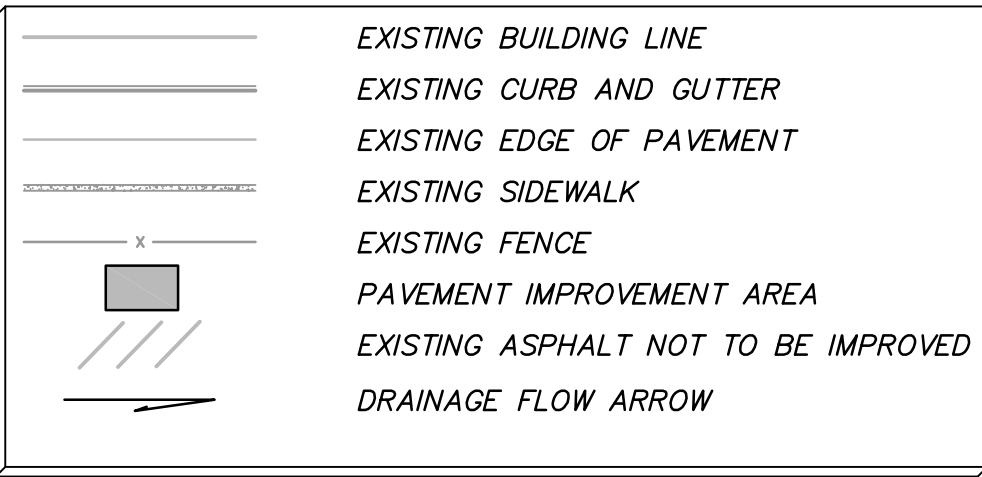 EXISTING BUILDING LINE
EXISTING CURB AND GUTTER
EXISTING EDGE OF PAVEMENT
EXISTING SIDEWALK
X EXISTING FENCE
PAVEMENT IMPROVEMENT AREA
EXISTING ASPHALT NOT TO BE IMPROVED
DRAINAGE FLOW ARROW